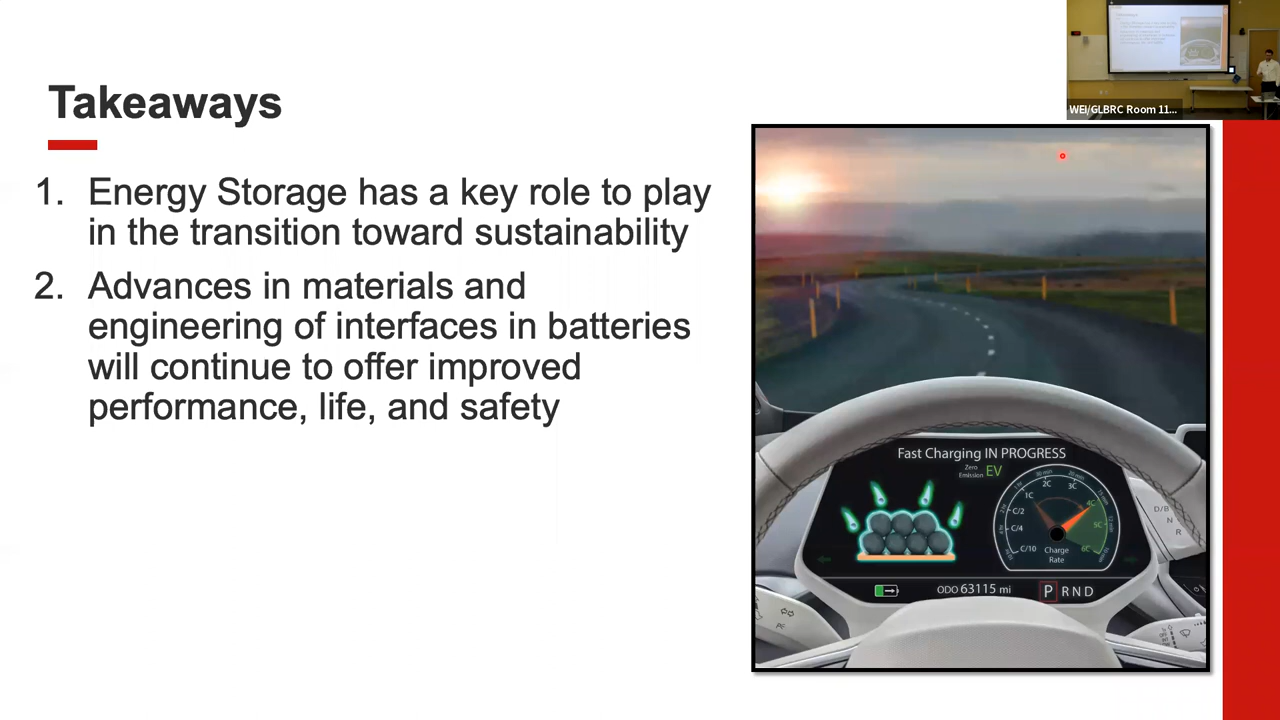 WEI/GLBRC Room 11...
Takeaways
1. Energy Storage has a key role to play
in the transition toward sustainability
2. Advances in materials and
engineering of interfaces in batteries
will continue to offer improved
performance, life, and safety
Fast Charging IN PROGRESS
Zero
Emission EV
C/10
C/4
C/2
1C
2C
3C
4C
5C
6C
Charge
Rate
ODO 63115 mi
P R N D
D/B
N
R